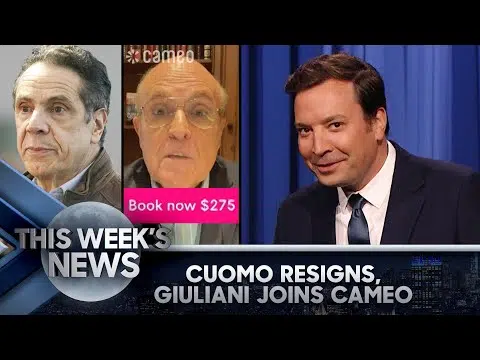 cameo
Book now $275
THIS WEEK'S
NEWS
CUOMO RESIGNS,
GIULIANI JOINS CAMEO